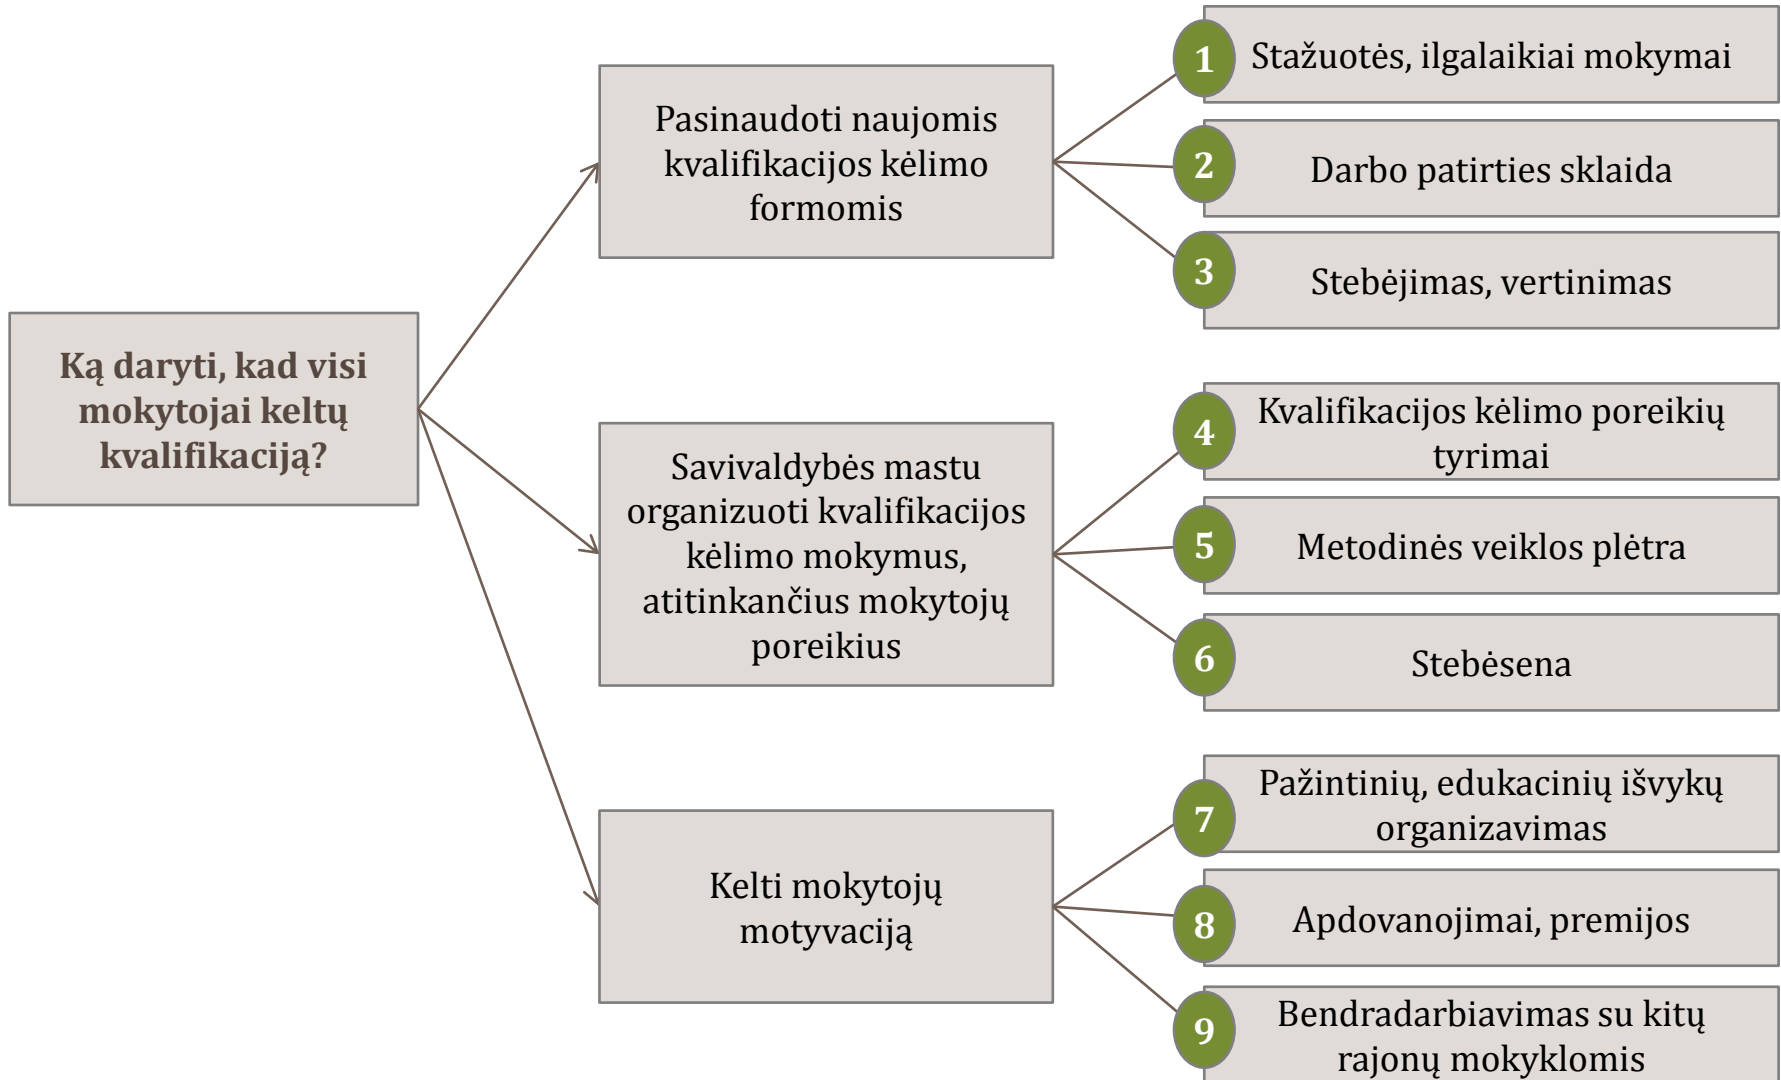 Ką daryti, kad visi
mokytojai keltų
kvalifikaciją?
Pasinaudoti naujomis
kvalifikacijos kėlimo
formomis
1 Stažuotės, ilgalaikiai mokymai
2 Darbo patirties sklaida
3 Stebėjimas, vertinimas
Savivaldybės mastu
organizuoti kvalifikacijos
kėlimo mokymus,
atitinkančius mokytojų
poreikius
4 Kvalifikacijos kėlimo poreikių
tyrimai
5 Metodinės veiklos plėtra
6 Stebėsena
Kelti mokytojų
motyvaciją
7 Pažintinių, edukacinių išvykų
organizavimas
8 Apdovanojimai, premijos
9 Bendradarbiavimas su kitų
rajonų mokyklomis